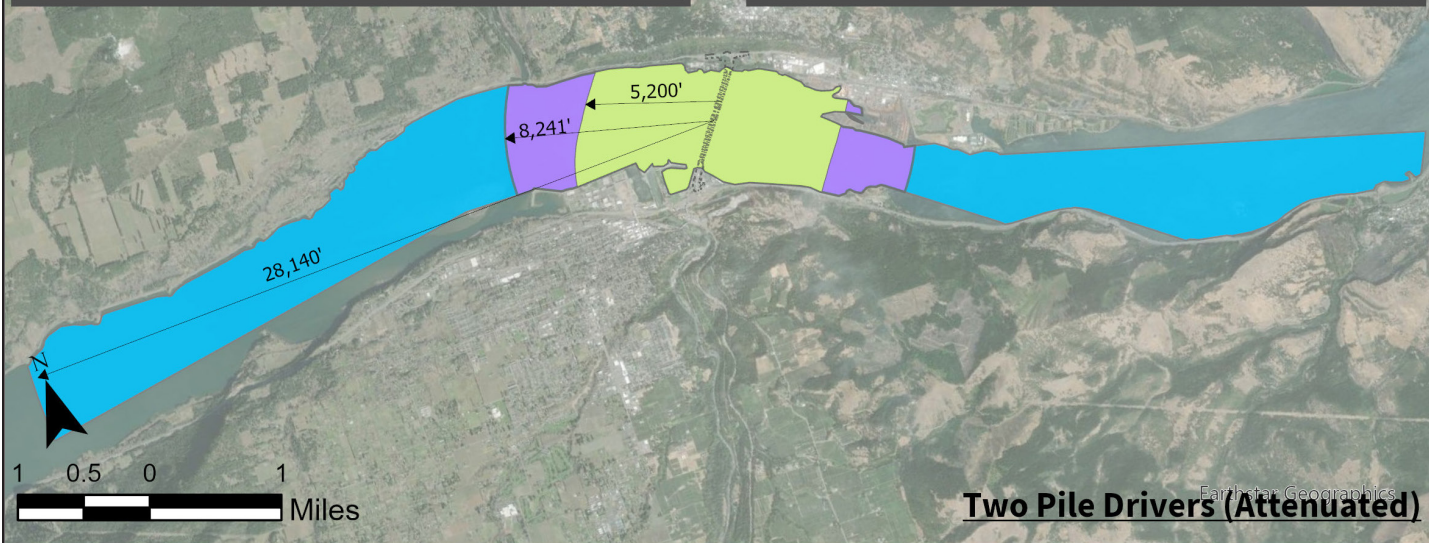 5,200'
8,241'
28,140'
N
1 0.5 0 1
Miles
Earthstar Geographics
Two Pile Drivers (Attenuated)